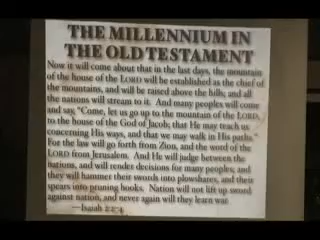 THE MILLENNIUM IN
THE OLD TESTAMENT
Now it will come about that in the last days, the mountain
of the house of the LORD will be established as the chief of
the mountains, and will be raised above the hills; and all
the nations will stream to it. And many peoples will come
and say, "Come, let us go up to the mountain of the LORD,
to the house of the God of Jacob; that He may teach us
concerning His ways, and that we may walk in His paths."
For the law will go forth from Zion, and the word of the
LORD from Jerusalem. And He will judge between the
nations, and will render decisions for many peoples; and
they will hammer their swords into plowshares, and their
spears into pruning hooks. Nation will not lift up sword
against nation, and never again will they learn war.
—Isaiah 2:2-4